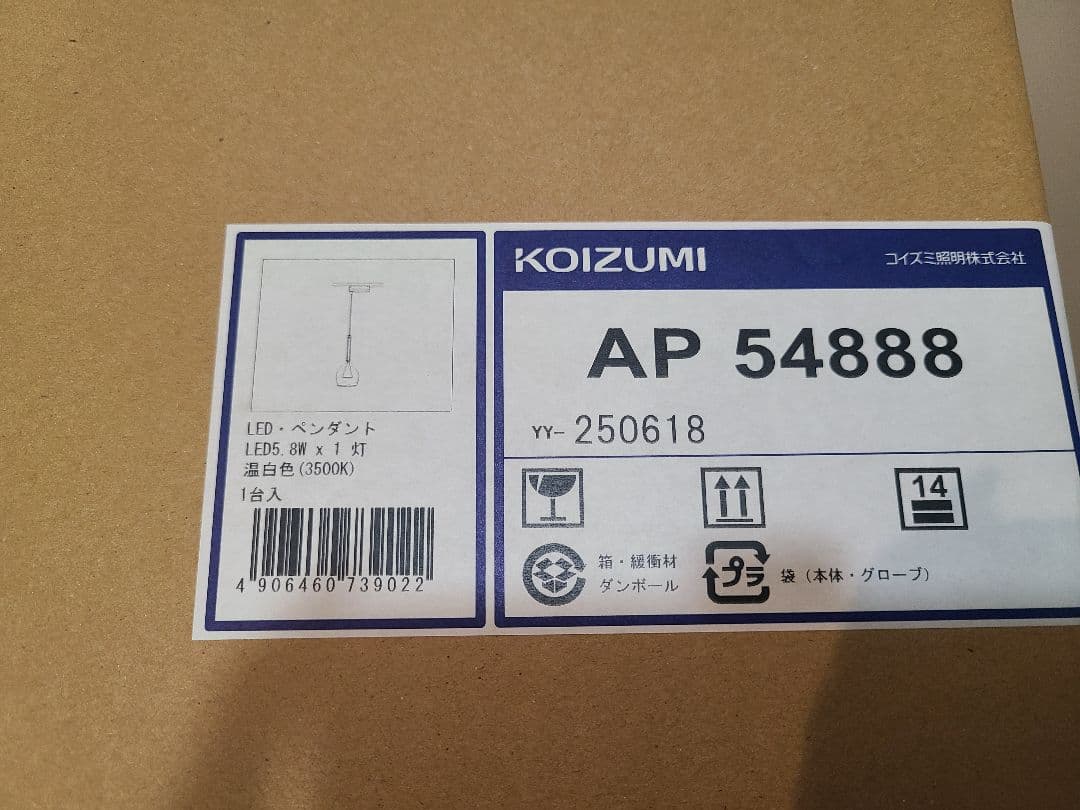 KOIZUMI
コイズミ照明株式会社
AP 54888
YY-250618
LED・ペンダント
LED5.8W x 1 灯
温白色(3500K)
1台入
4 906460 739022
14
箱・緩衝材
ダンボール
プラ
袋（本体・グローブ）